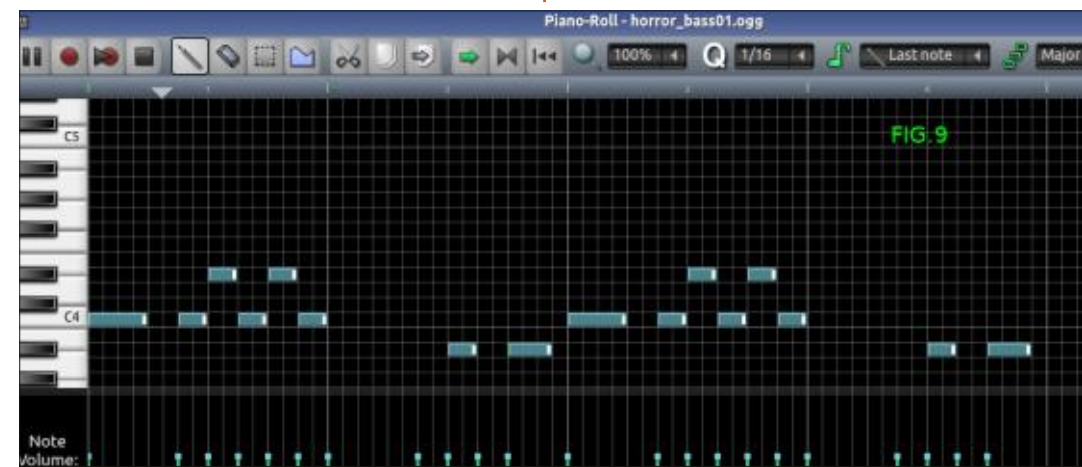 Piano-Roll - horror_bass01.ogg
100% Q 1/16 Last note Major
C5
FIG.9
C4
Note
Volume: